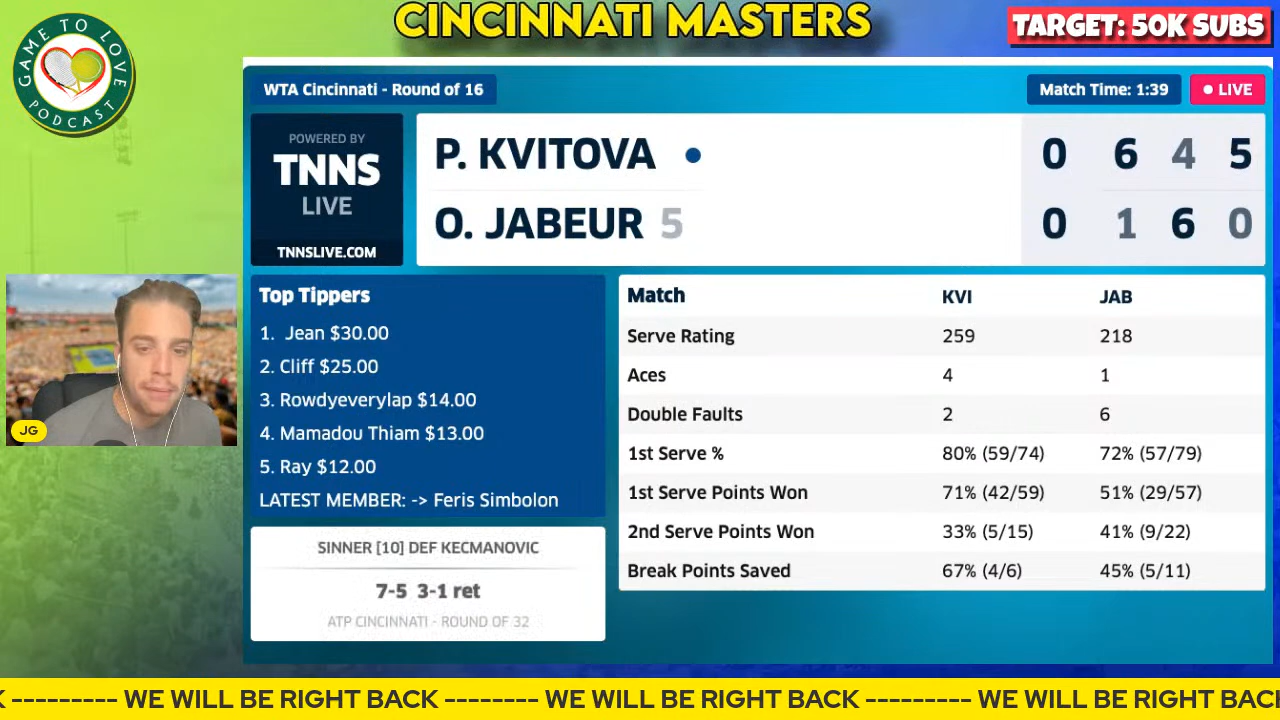 CINCINNATI MASTERS
TARGET: 50K SUBS
GAME TO LOVE
PODCAST
WTA Cincinnati - Round of 16
Match Time: 1:39
LIVE
POWERED BY
TNNS
LIVE
TNNSLIVE.COM
P. KVITOVA 0 6 4 5
O. JABEUR 5 0 1 6 0
Top Tippers
1. Jean $30.00
2. Cliff $25.00
3. Rowdyeverylap $14.00
4. Mamadou Thiam $13.00
5. Ray $12.00
LATEST MEMBER: -> Feris Simbolon
SINNER [10] DEF KECMANOVIC
7-5 3-1 ret
ATP CINCINNATI - ROUND OF 32
Match KVI JAB
Serve Rating 259 218
Aces 4 1
Double Faults 2 6
1st Serve % 80% (59/74) 72% (57/79)
1st Serve Points Won 71% (42/59) 51% (29/57)
2nd Serve Points Won 33% (5/15) 41% (9/22)
Break Points Saved 67% (4/6) 45% (5/11)
JG
K --------- WE WILL BE RIGHT BACK -------- WE WILL BE RIGHT BACK --------- WE WILL BE RIGHT BACK